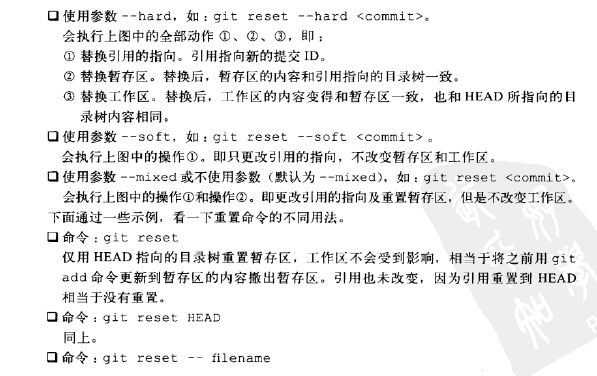 ❑ 使用参数 --hard，如：git reset --hard <commit>。
会执行上图中的全部动作 ①、②、③，即：
① 替换引用的指向。引用指向新的提交 ID。
② 替换暂存区。替换后，暂存区的内容和引用指向的目录树一致。
③ 替换工作区。替换后，工作区的内容变得和暂存区一致，也和 HEAD 所指向的目
录树内容相同。
❑ 使用参数 --soft，如：git reset --soft <commit> 。
会执行上图中的操作①。即只更改引用的指向，不改变暂存区和工作区。
❑ 使用参数 --mixed 或不使用参数（默认为 --mixed），如：git reset <commit>。
会执行上图中的操作①和操作②。即更改引用的指向及重置暂存区，但是不改变工作区。
下面通过一些示例，看一下重置命令的不同用法。
❑ 命令：git reset
仅用 HEAD 指向的目录树重置暂存区，工作区不会受到影响，相当于将之前用 git
add 命令更新到暂存区的内容撤出暂存区。引用也未改变，因为引用重置到 HEAD
相当于没有重置。
❑ 命令：git reset HEAD
同上。
❑ 命令：git reset -- filename